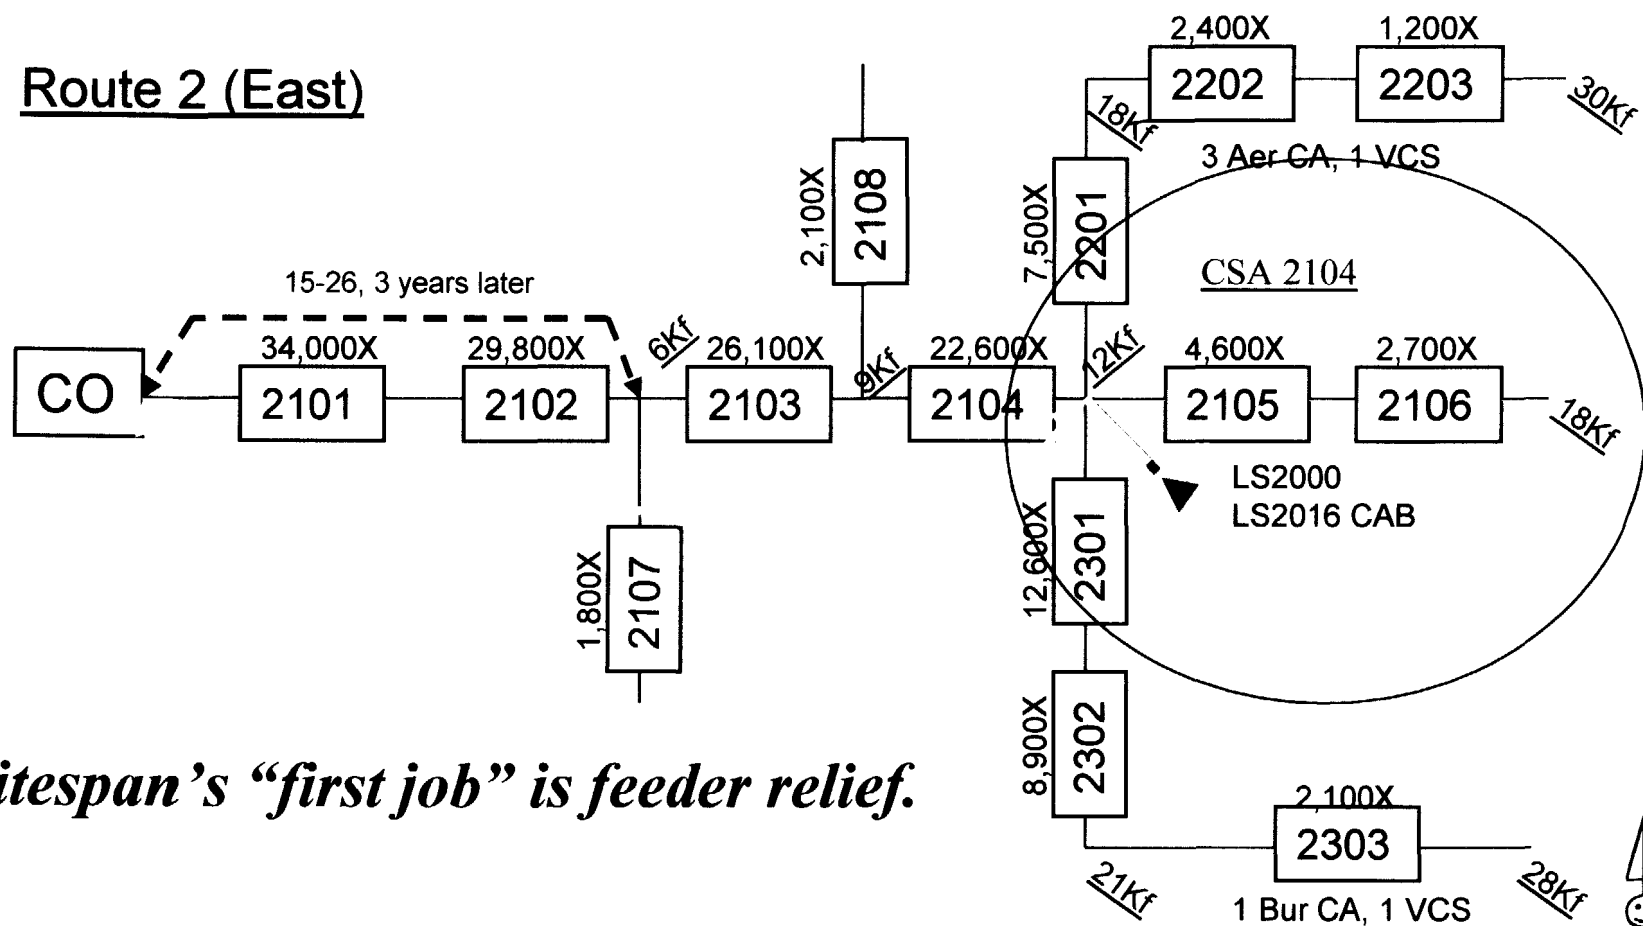 Route 2 (East)
2,400X
1,200X
2202
2203
18Kf
30Kf
3 Aer CA, 1 VCS
2,100X
2108
7,500X
2201
CSA 2104
15-26, 3 years later
CO
34,000X
2101
29,800X
2102
6Kf
26,100X
2103
9Kf
22,600X
2104
12Kf
4,600X
2105
2,700X
2106
18Kf
LS2000
LS2016 CAB
1,800X
2107
12,600X
2301
8,900X
2302
itespan's “first job” is feeder relief.
2,100X
2303
21Kf
28Kf
1 Bur CA, 1 VCS